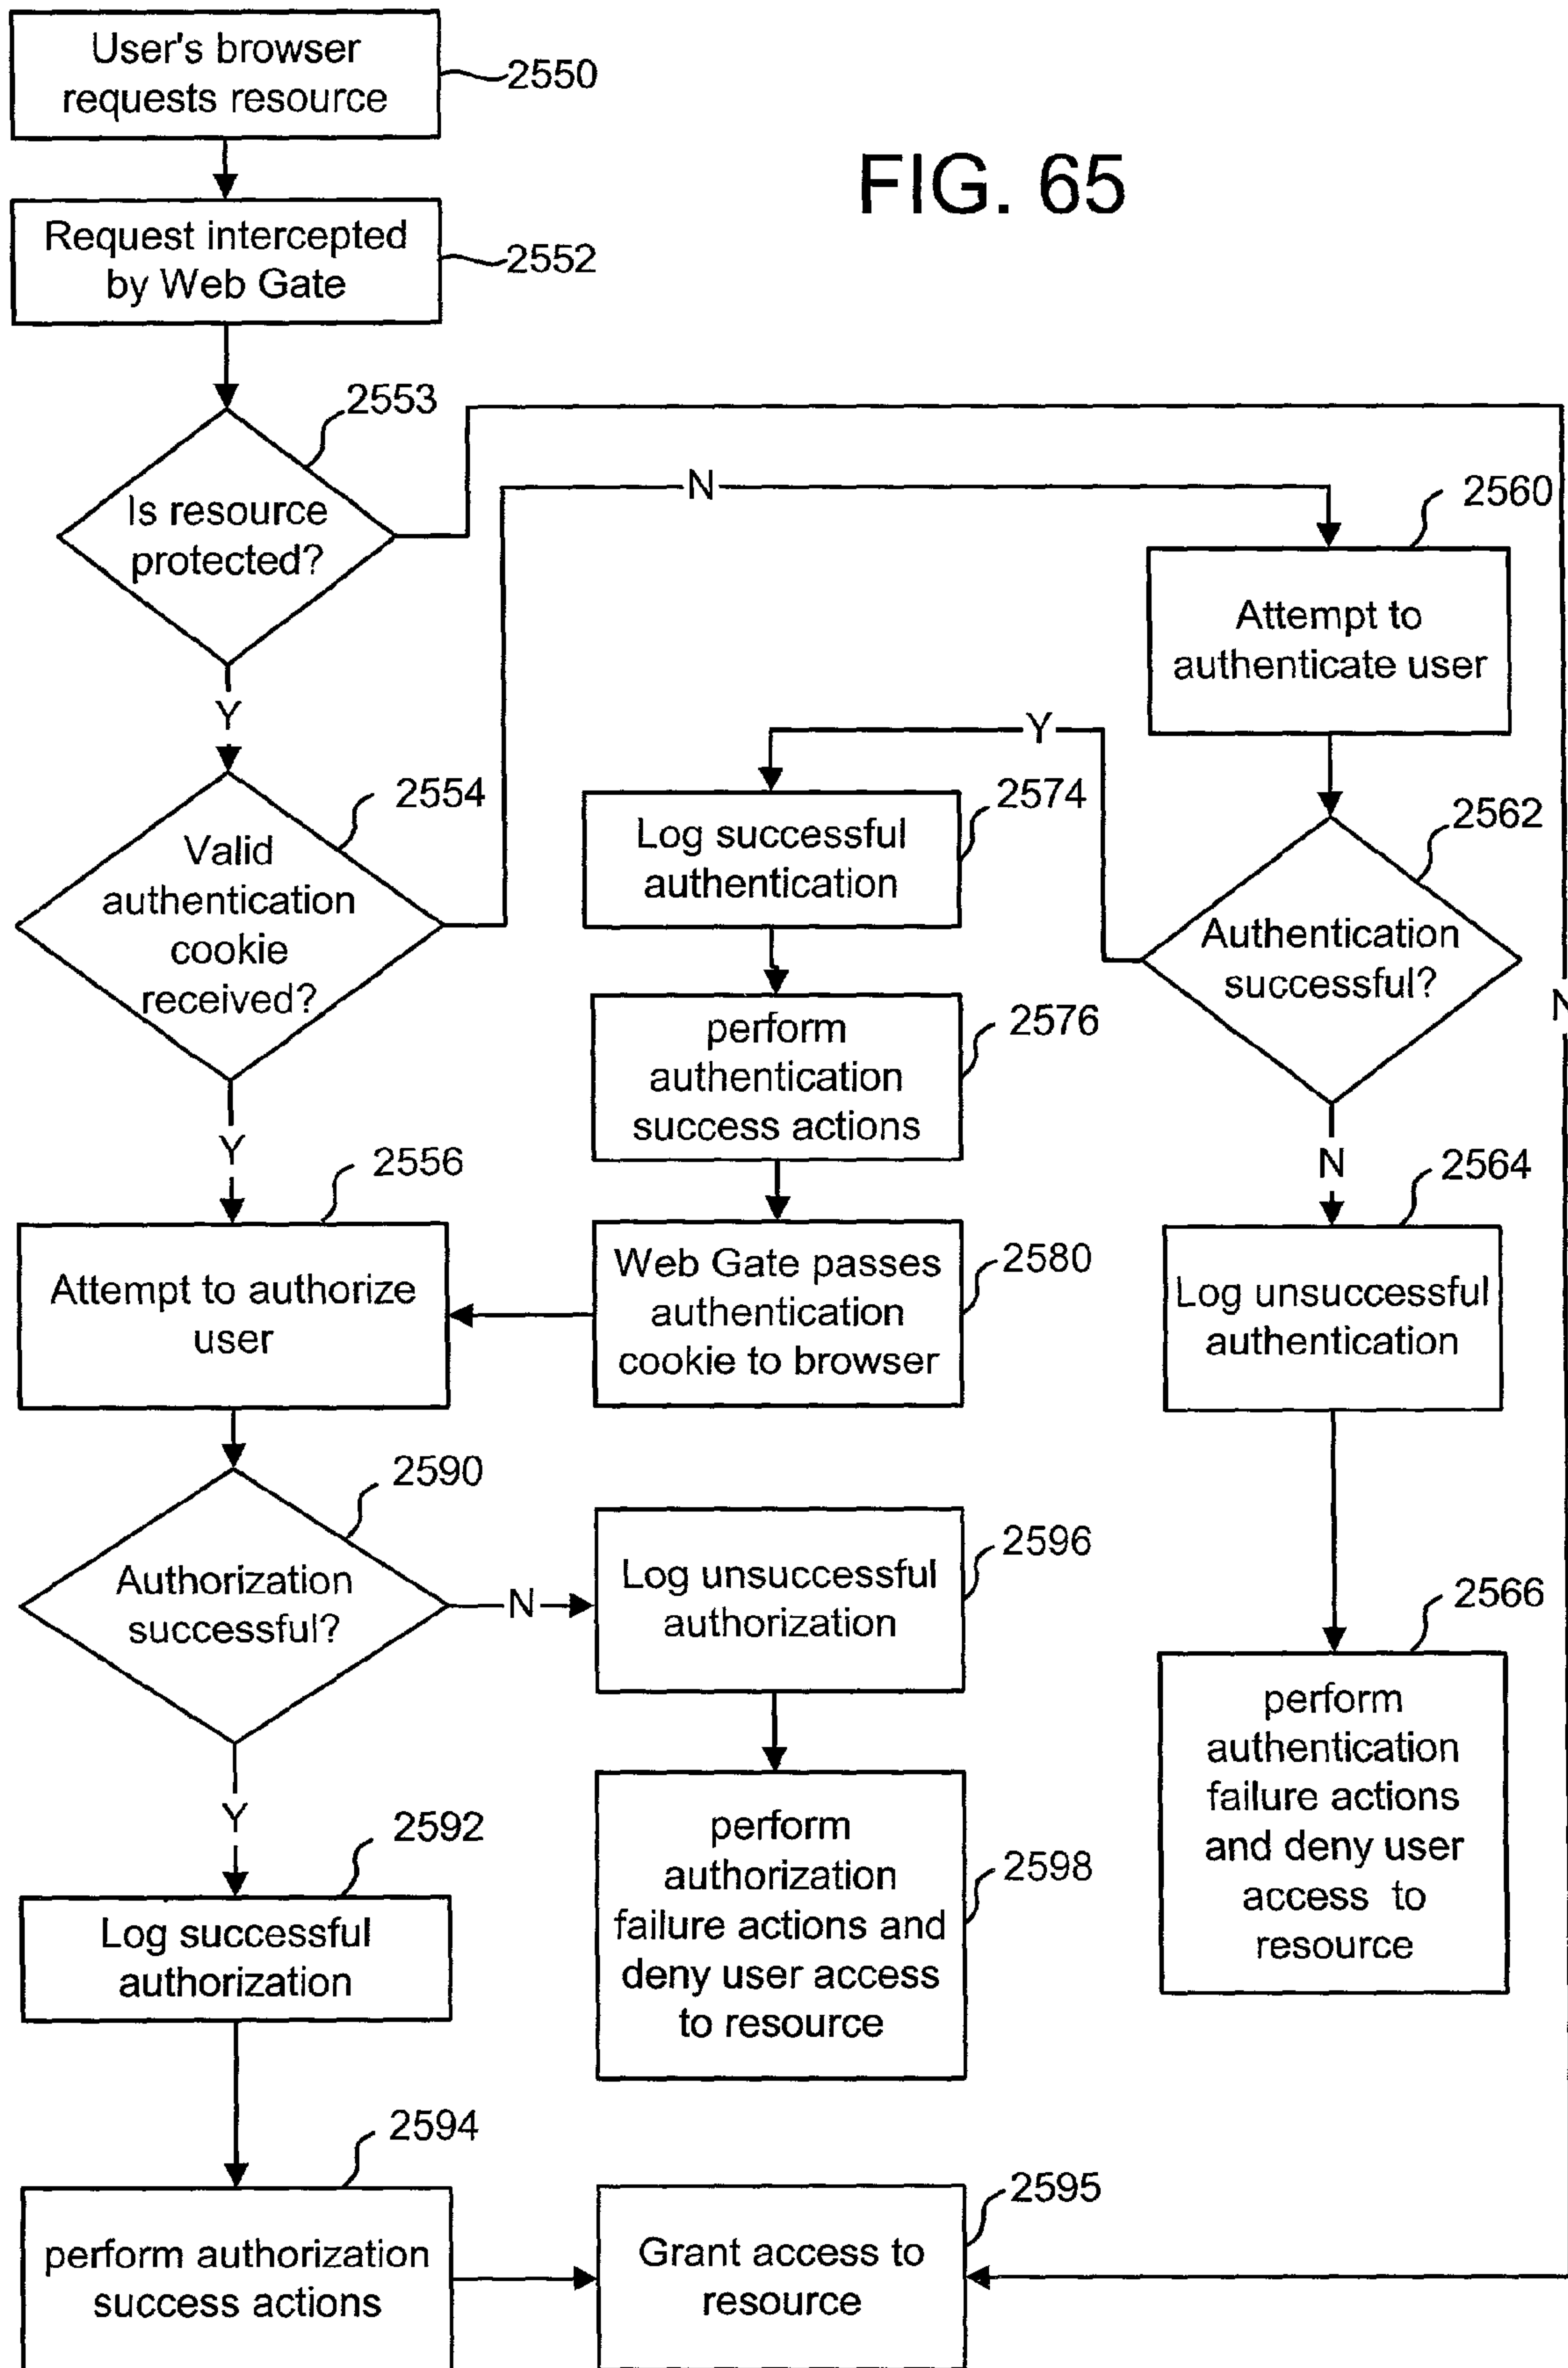 User's browser
requests resource
2550
FIG. 65
Request intercepted
by Web Gate
2552
2553
Is resource
protected?
N
2560
Attempt to
authenticate user
Y
Y
2554
Valid
authentication
cookie
received?
2574
Log successful
authentication
2562
Authentication
successful?
N
2576
perform
authentication
success actions
Y
N
2556
Attempt to authorize
user
2580
Web Gate passes
authentication
cookie to browser
2564
Log unsuccessful
authentication
2590
Authorization
successful?
N
2596
Log unsuccessful
authorization
2566
perform
authentication
failure actions
and deny user
access to
resource
Y
2598
perform
authorization
failure actions and
deny user access
to resource
2592
Log successful
authorization
2594
perform authorization
success actions
2595
Grant access to
resource